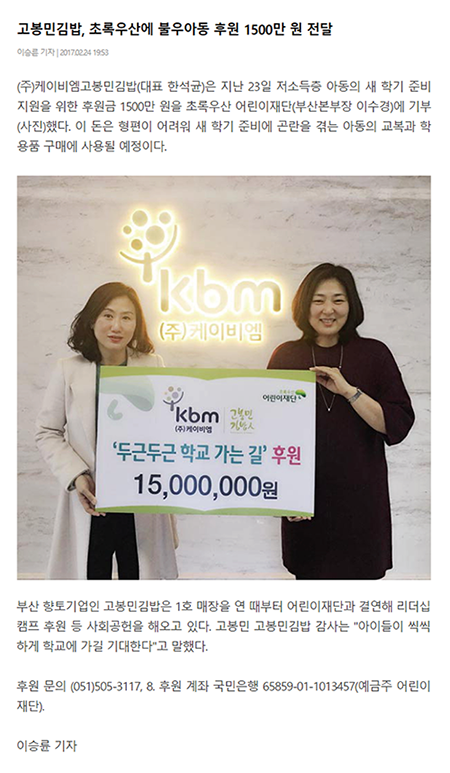 고봉민김밥, 초록우산에 불우아동 후원 1500만 원 전달
이승륜 기자 | 2017.02.24 19:53
(주)케이비엠고봉민김밥(대표 한석균)은 지난 23일 저소득층 아동의 새 학기 준비
지원을 위한 후원금 1500만 원을 초록우산 어린이재단(부산본부장 이수경)에 기부
(사진)했다. 이 돈은 형편이 어려워 새 학기 준비에 곤란을 겪는 아동의 교복과 학
용품 구매에 사용될 예정이다.
kbm
(주)케이비엠
kbm
(주)케이비엠
고봉민
김밥人
초록우산
어린이재단
'두근두근 학교 가는 길' 후원
15,000,000원
부산 향토기업인 고봉민김밥은 1호 매장을 연 때부터 어린이재단과 결연해 리더십
캠프 후원 등 사회공헌을 해오고 있다. 고봉민 고봉민김밥 감사는 "아이들이 씩씩
하게 학교에 가길 기대한다"고 말했다.
후원 문의 (051)505-3117, 8. 후원 계좌 국민은행 65859-01-1013457(예금주 어린이
재단).
이승륜 기자